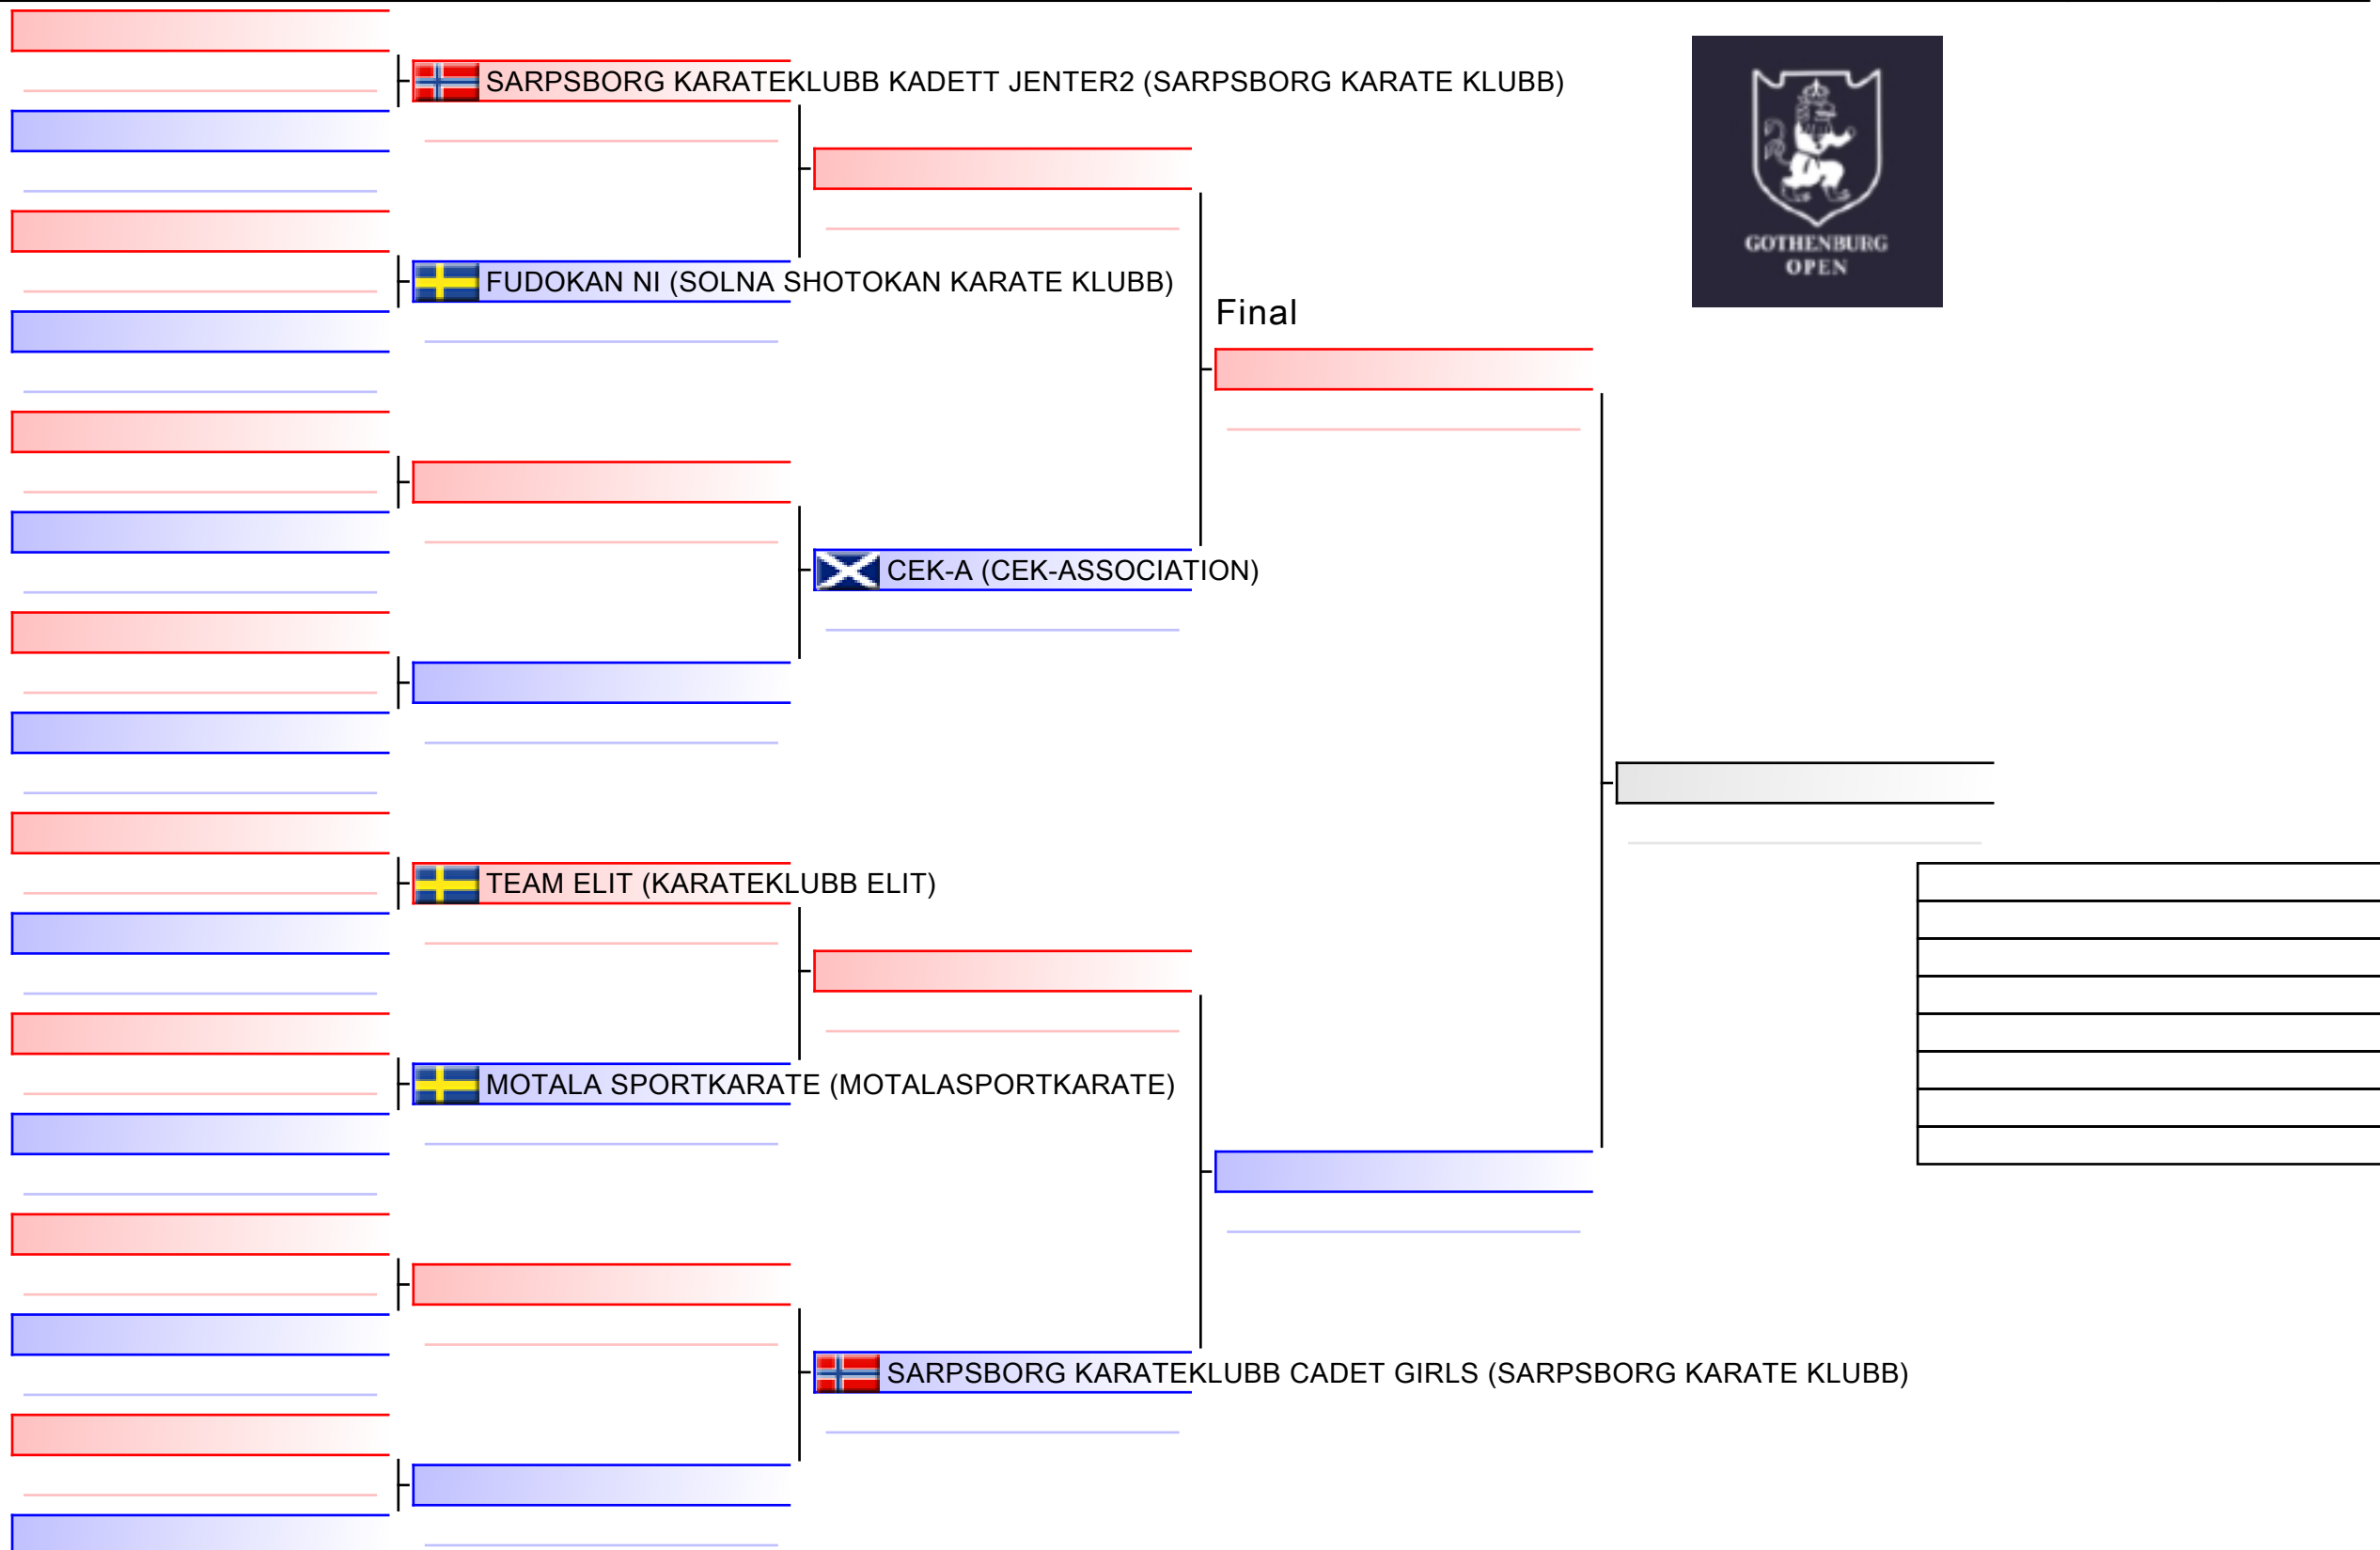 SARPSBORG KARATEKLUBB KADETT JENTER2 (SARPSBORG KARATE KLUBB)
GOTHENBURG
OPEN
FUDOKAN NI (SOLNA SHOTOKAN KARATE KLUBB)
Final
CEK-A (CEK-ASSOCIATION)
TEAM ELIT (KARATEKLUBB ELIT)
MOTALA SPORTKARATE (MOTALASPORTKARATE)
SARPSBORG KARATEKLUBB CADET GIRLS (SARPSBORG KARATE KLUBB)